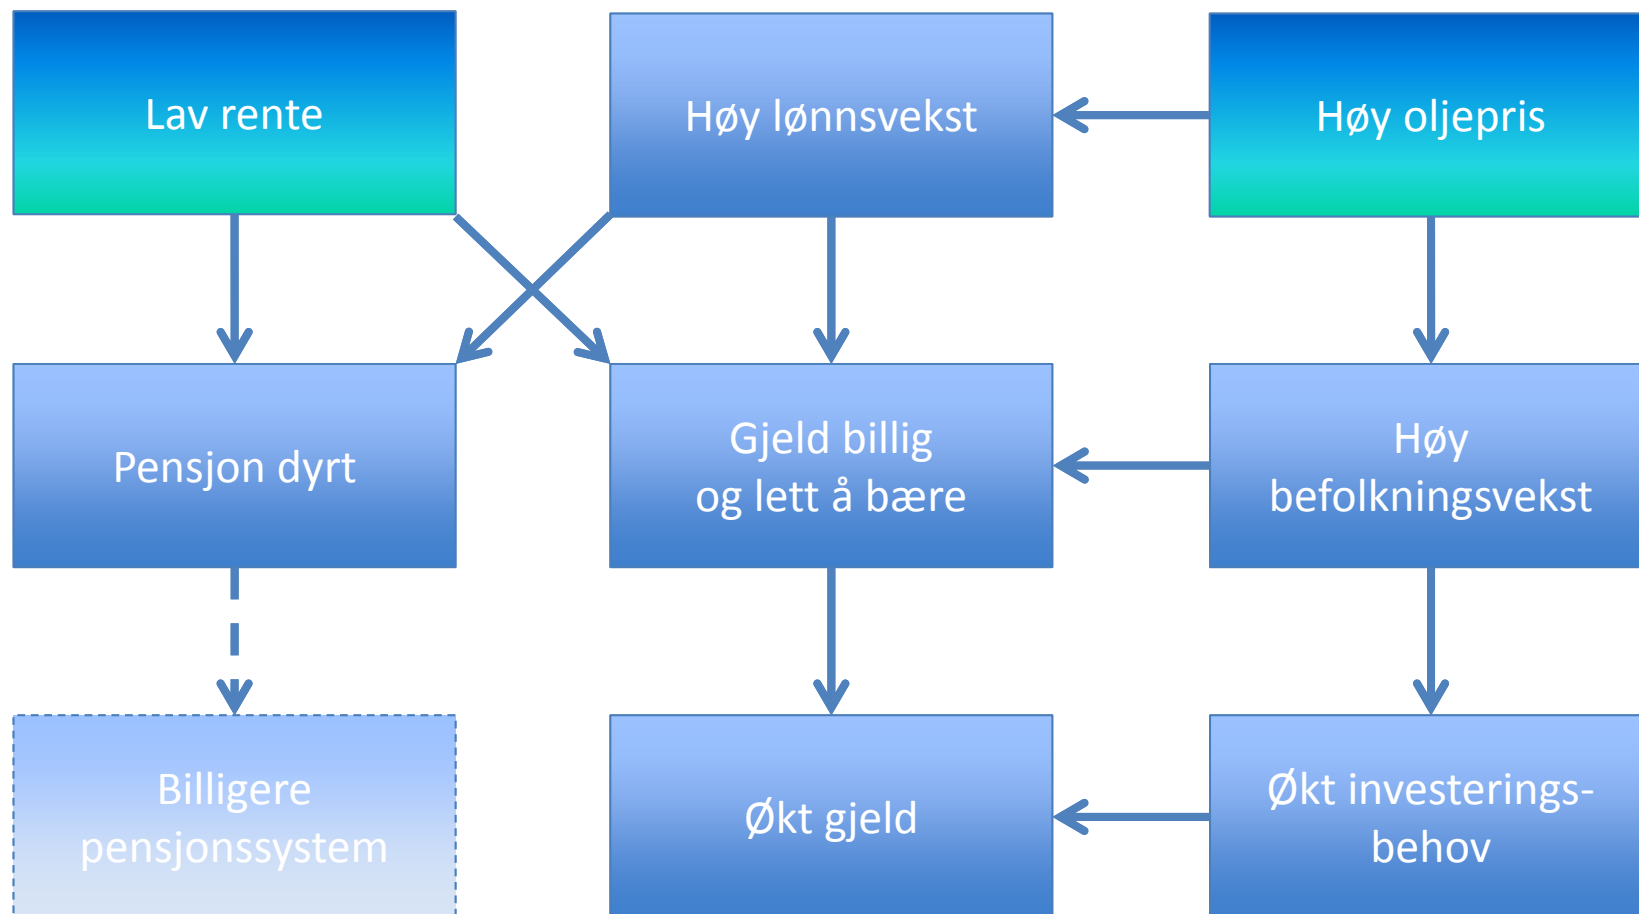 Lav rente
Høy lønnsvekst
Høy oljepris
Pensjon dyrt
Gjeld billig
og lett å bære
Høy
befolkningsvekst
Billigere
pensjonssystem
Økt gjeld
Økt investerings-
behov